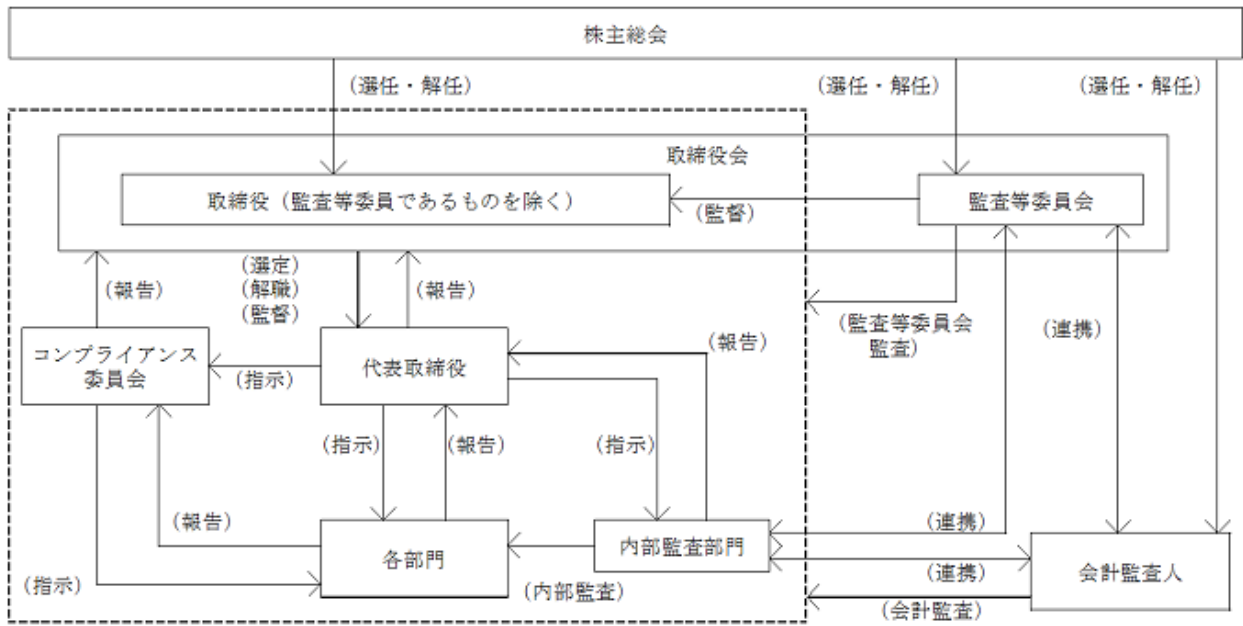 株主総会
(選任・解任)
(選任・解任)
(選任・解任)
取締役会
取締役（監査等委員であるものを除く）
監査等委員会
(監督)
(選定)
(解職)
(監督)
(報告)
(報告)
(監査等委員会
監査)
(連携)
(報告)
コンプライアンス
委員会
(指示)
代表取締役
(指示)
(報告)
(指示)
(報告)
(連携)
各部門
内部監査部門
会計監査人
(指示)
(内部監査)
(連携)
(会計監査)